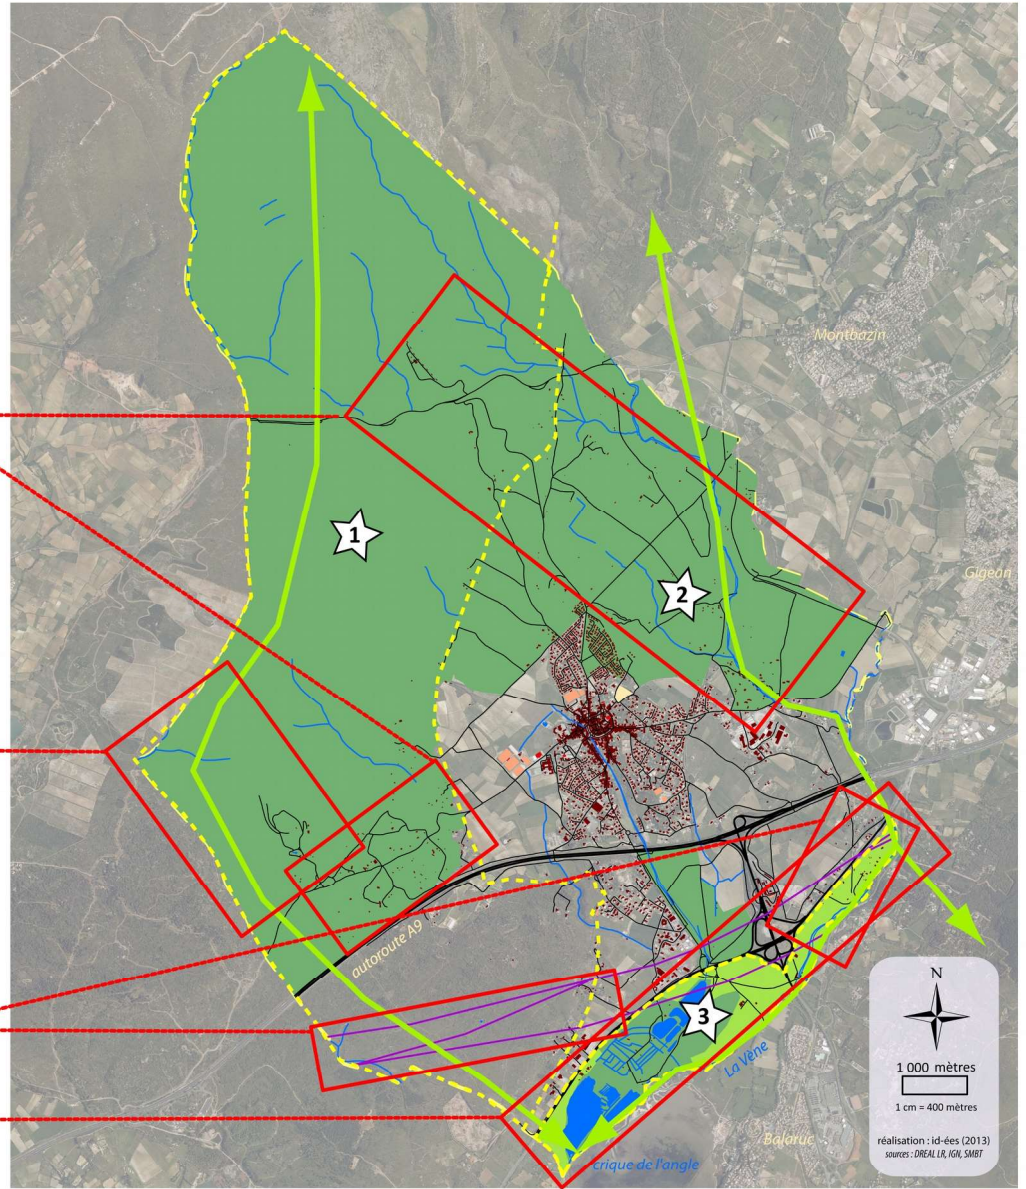 Montbazin
1
Gigean
2
autoroute A9
3
La Vène
Balaruc
crique de l'angle
N
1 000 mètres
1 cm = 400 mètres
réalisation : id-ées (2013)
sources : DREAL LR, IGN, SMBT